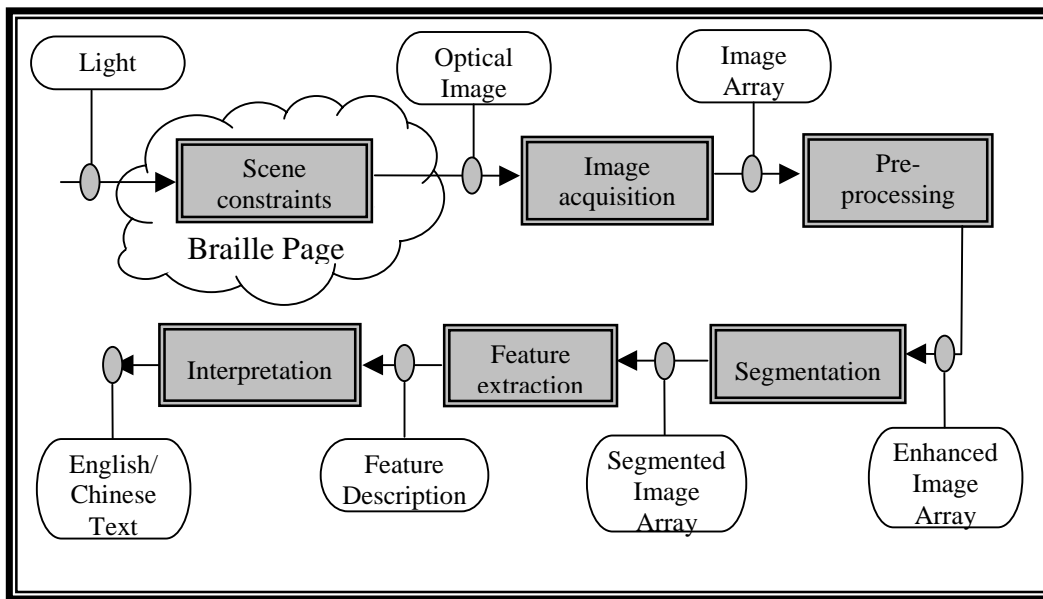 Light
Optical
Image
Image
Array
Scene
constraints
Image
acquisition
Pre-
processing
Braille Page
Interpretation
Feature
extraction
Segmentation
English/
Chinese
Text
Feature
Description
Segmented
Image
Array
Enhanced
Image
Array